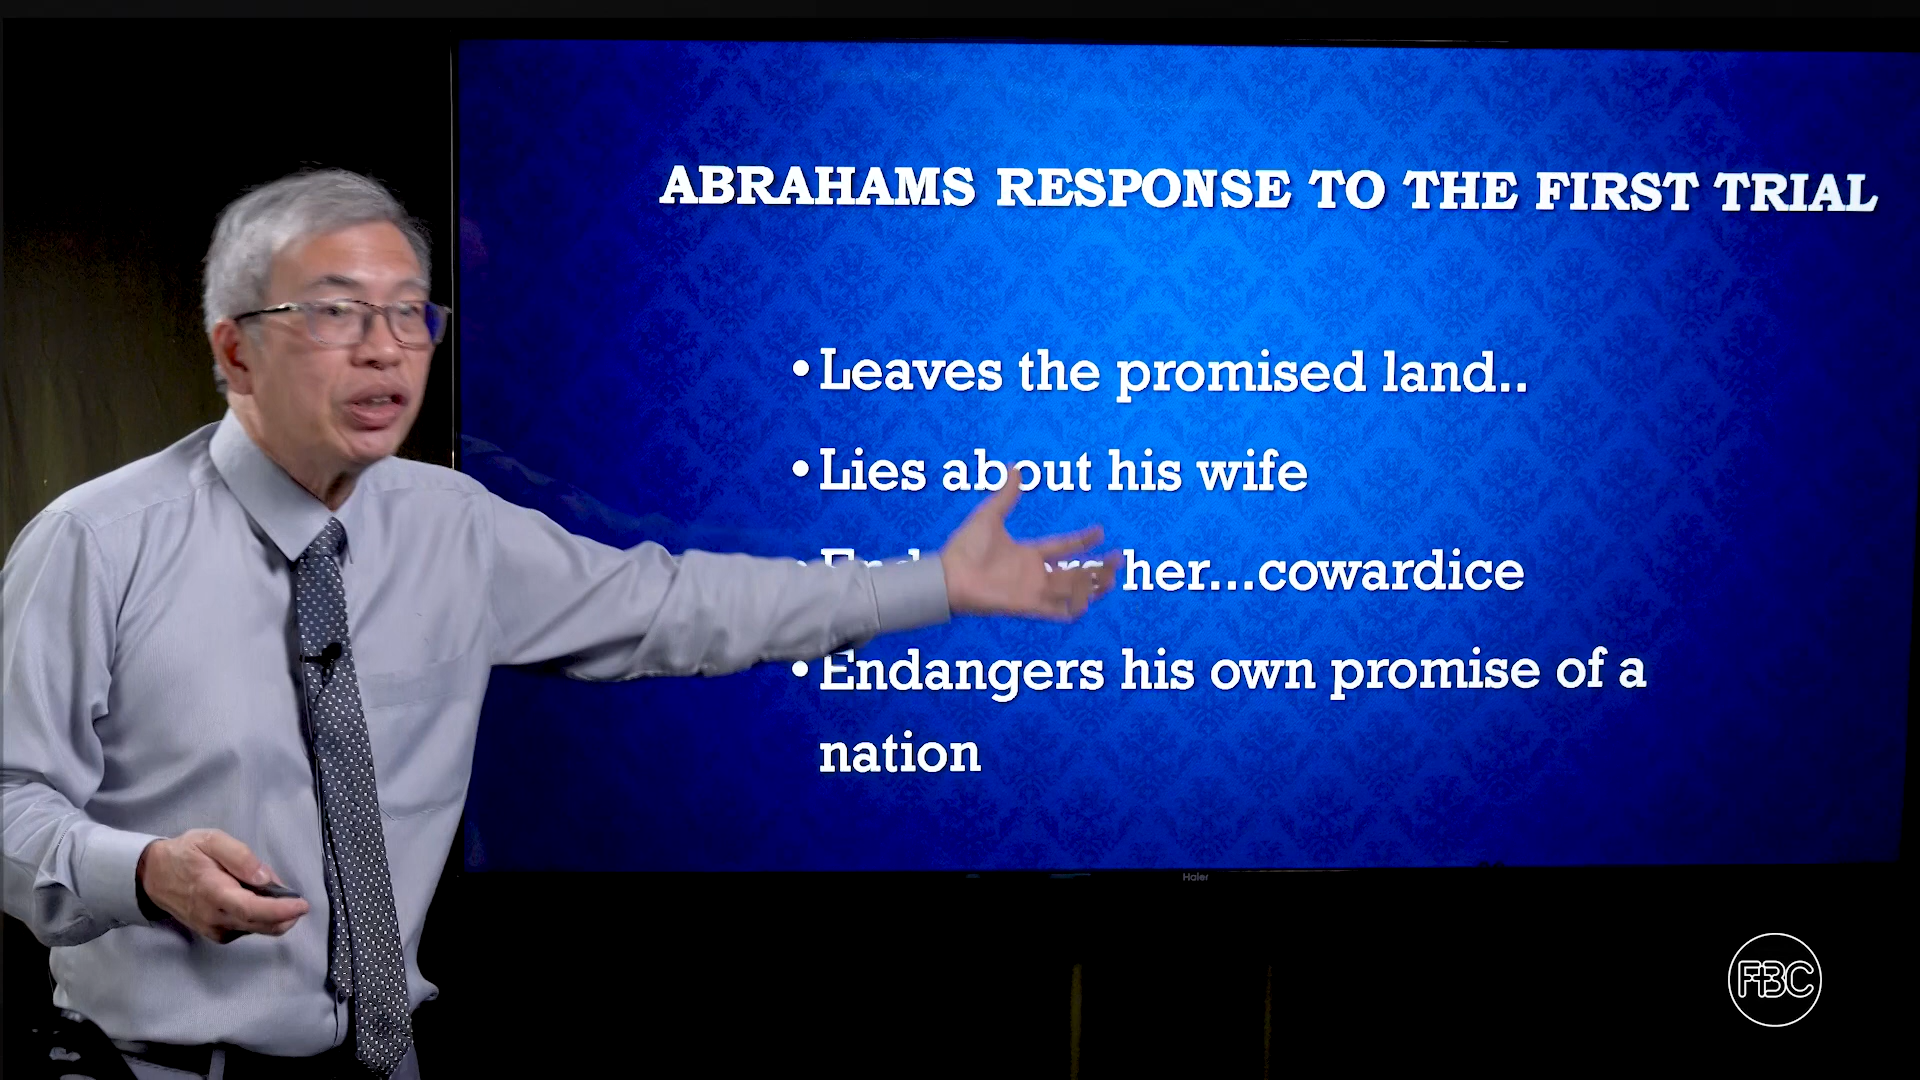 ABRAHAMS RESPONSE TO THE FIRST TRIAL
• Leaves the promised land..
• Lies about his wife
her...cowardice
• Endangers his own promise of a
nation
Haier
FBC